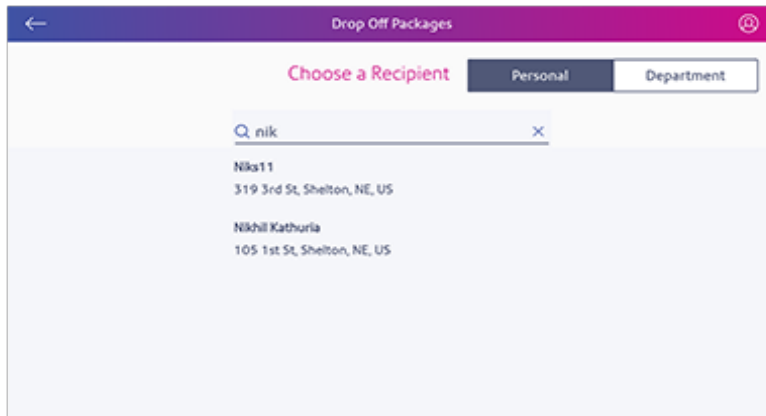 Drop Off Packages
Choose a Recipient Personal Department
nik
Niks11
319 3rd St, Shelton, NE, US
Nikhil Kathuria
105 1st St, Shelton, NE, US